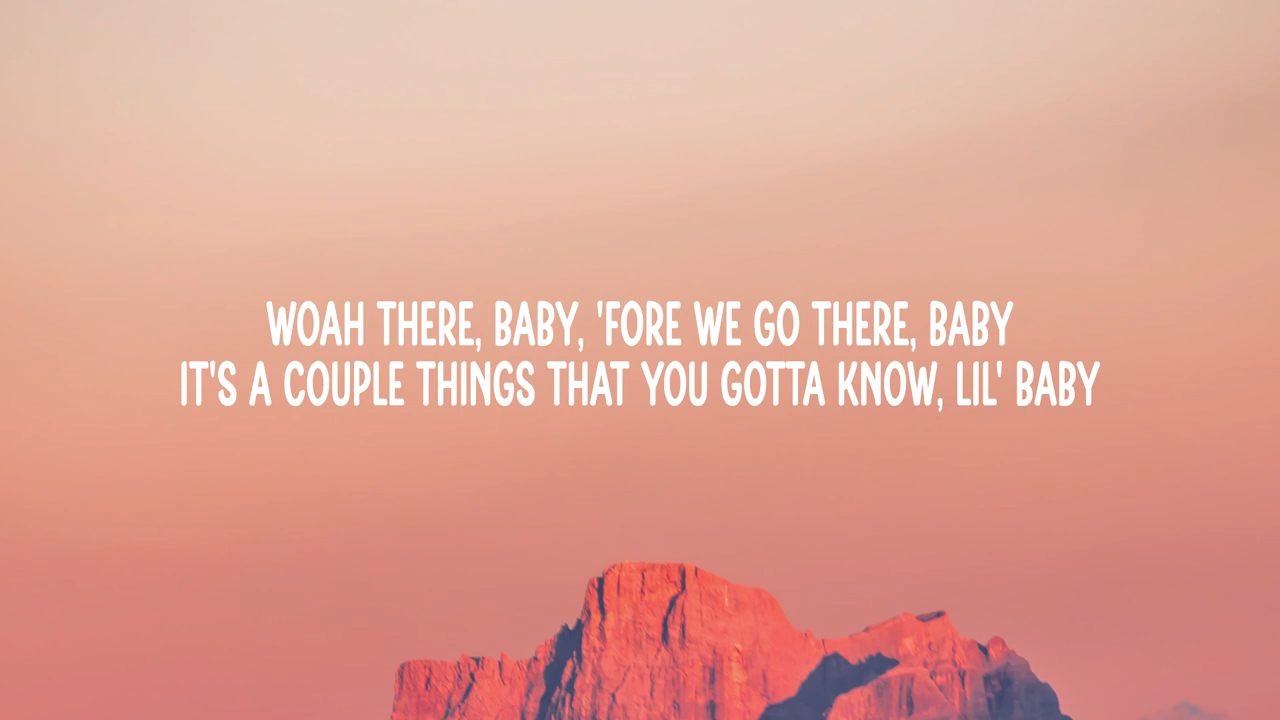 WOAH THERE, BABY, 'FORE WE GO THERE, BABY
IT'S A COUPLE THINGS THAT YOU GOTTA KNOW, LIL' BABY